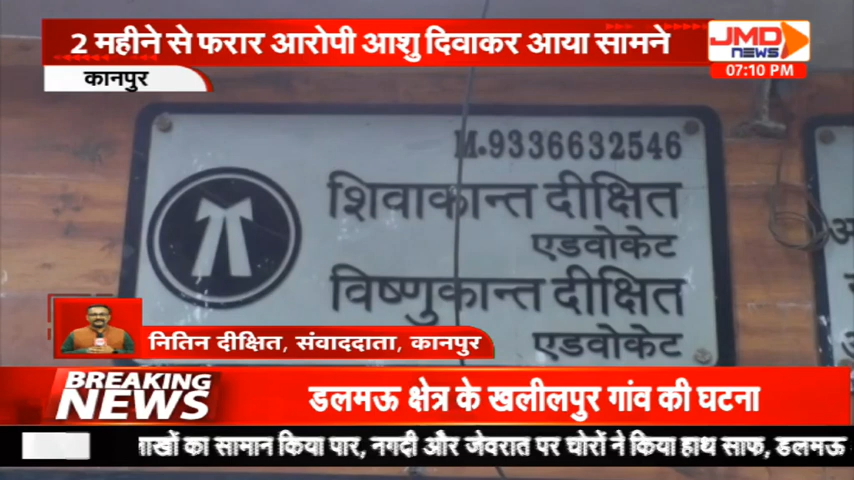 2 महीने से फरार आरोपी आशु दिवाकर आया सामने
JMD
NEWS
07:10 PM
कानपुर
M.9336632546
शिवाकान्त दीक्षित
एडवोकेट
विष्णुकान्त दीक्षित
एडवोकेट
नितिन दीक्षित, संवाददाता, कानपुर
BREAKING
NEWS
डलमऊ क्षेत्र के खलीलपुर गांव की घटना
का सामान किया पार, नगदी और जेवरात पर चोरों ने किया हाथ साफ, डलमऊ